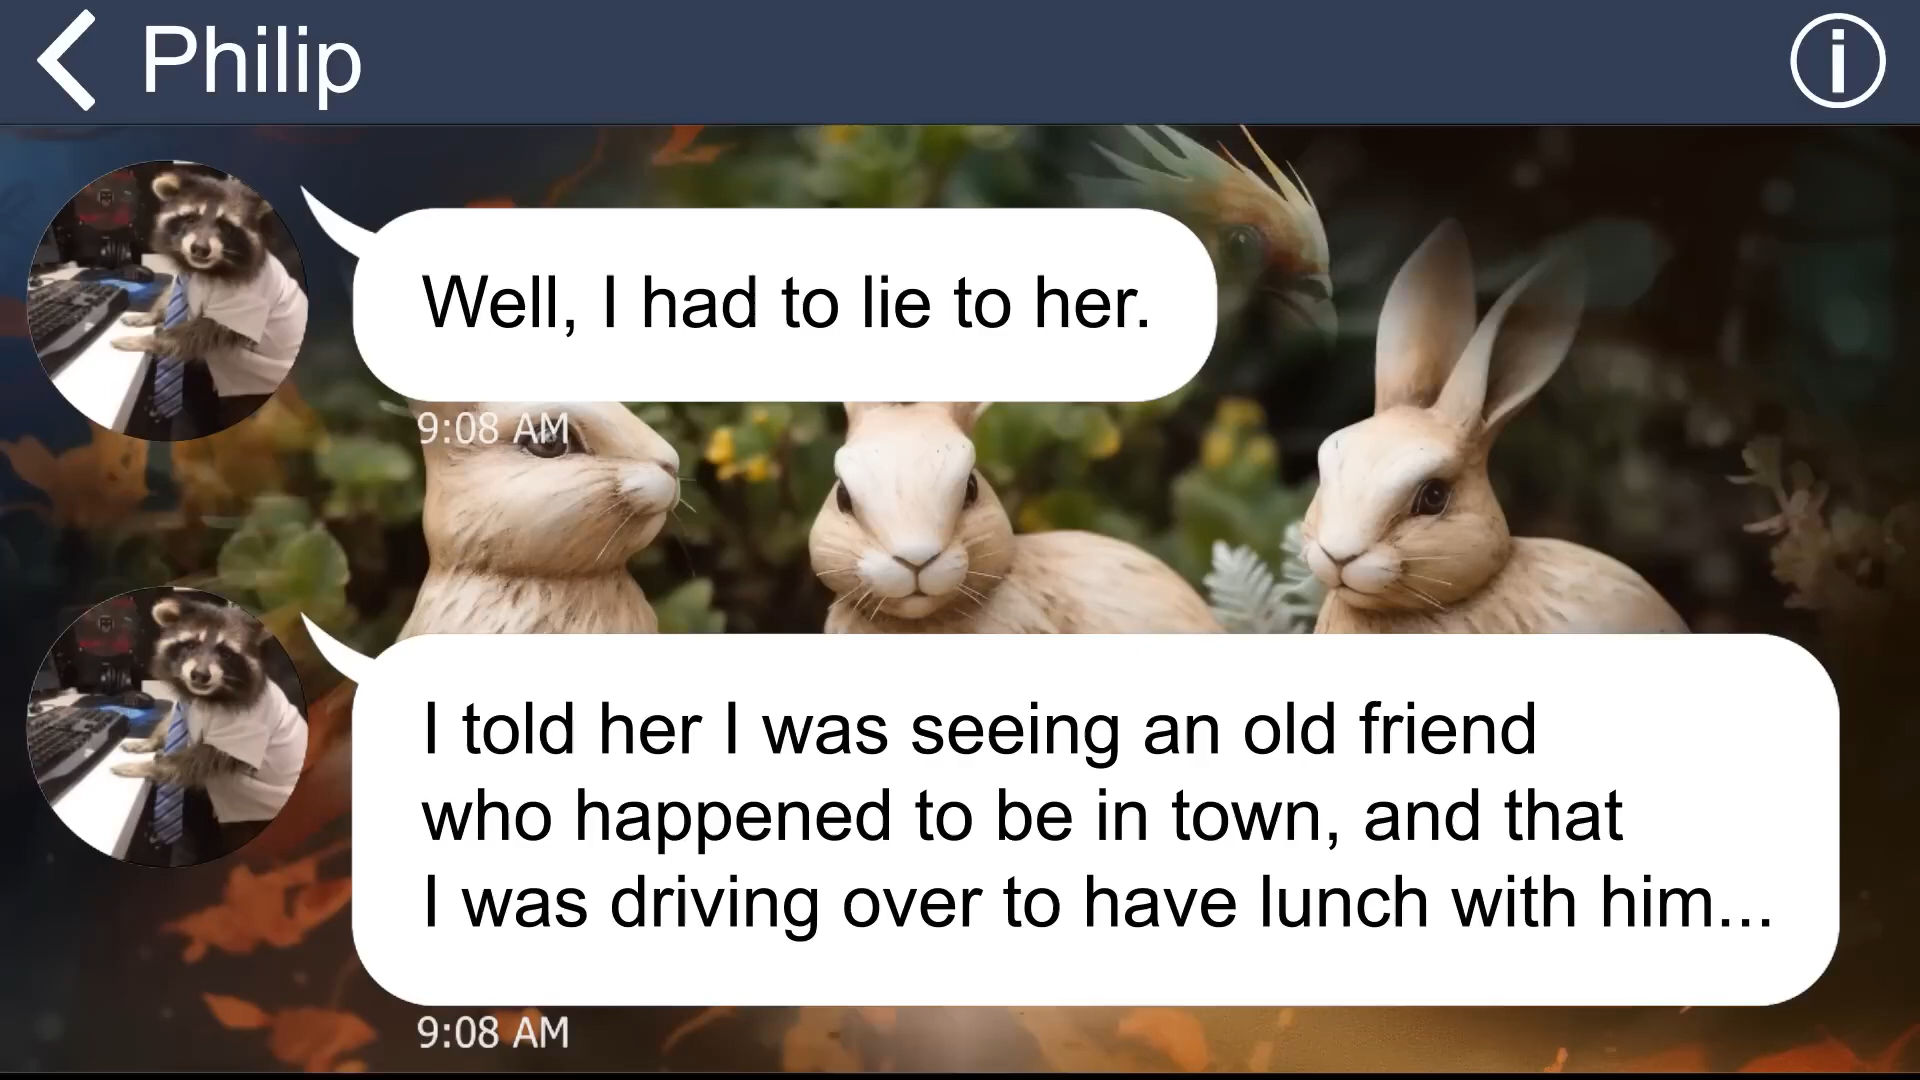 Philip
Well, I had to lie to her.
9:08 AM
I told her I was seeing an old friend
who happened to be in town, and that
I was driving over to have lunch with him...
9:08 AM